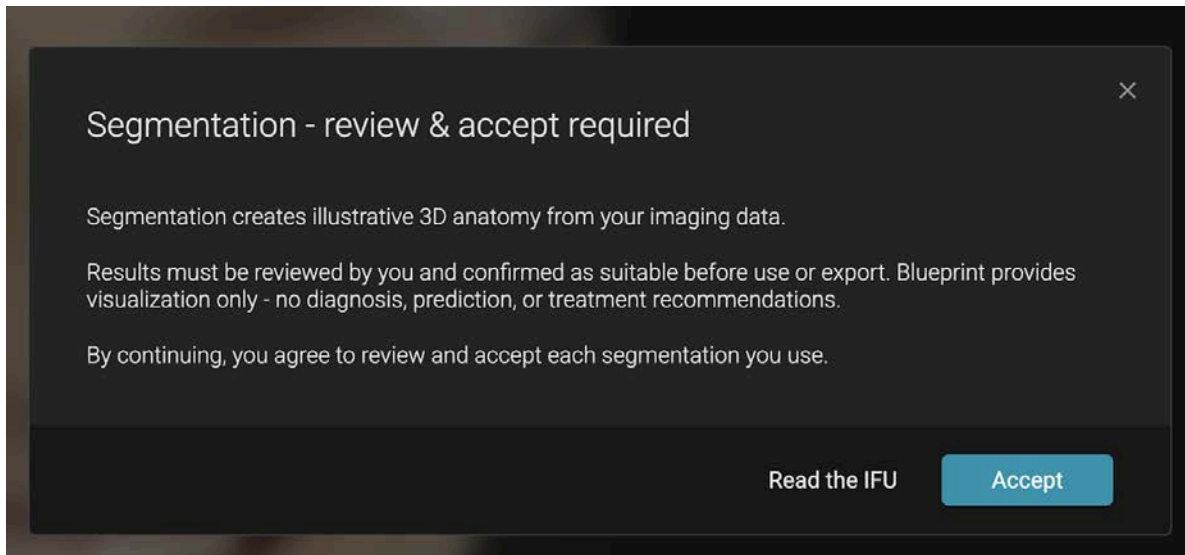 Segmentation - review & accept required
Segmentation creates illustrative 3D anatomy from your imaging data.
Results must be reviewed by you and confirmed as suitable before use or export. Blueprint provides
visualization only - no diagnosis, prediction, or treatment recommendations.
By continuing, you agree to review and accept each segmentation you use.
Read the IFU
Accept